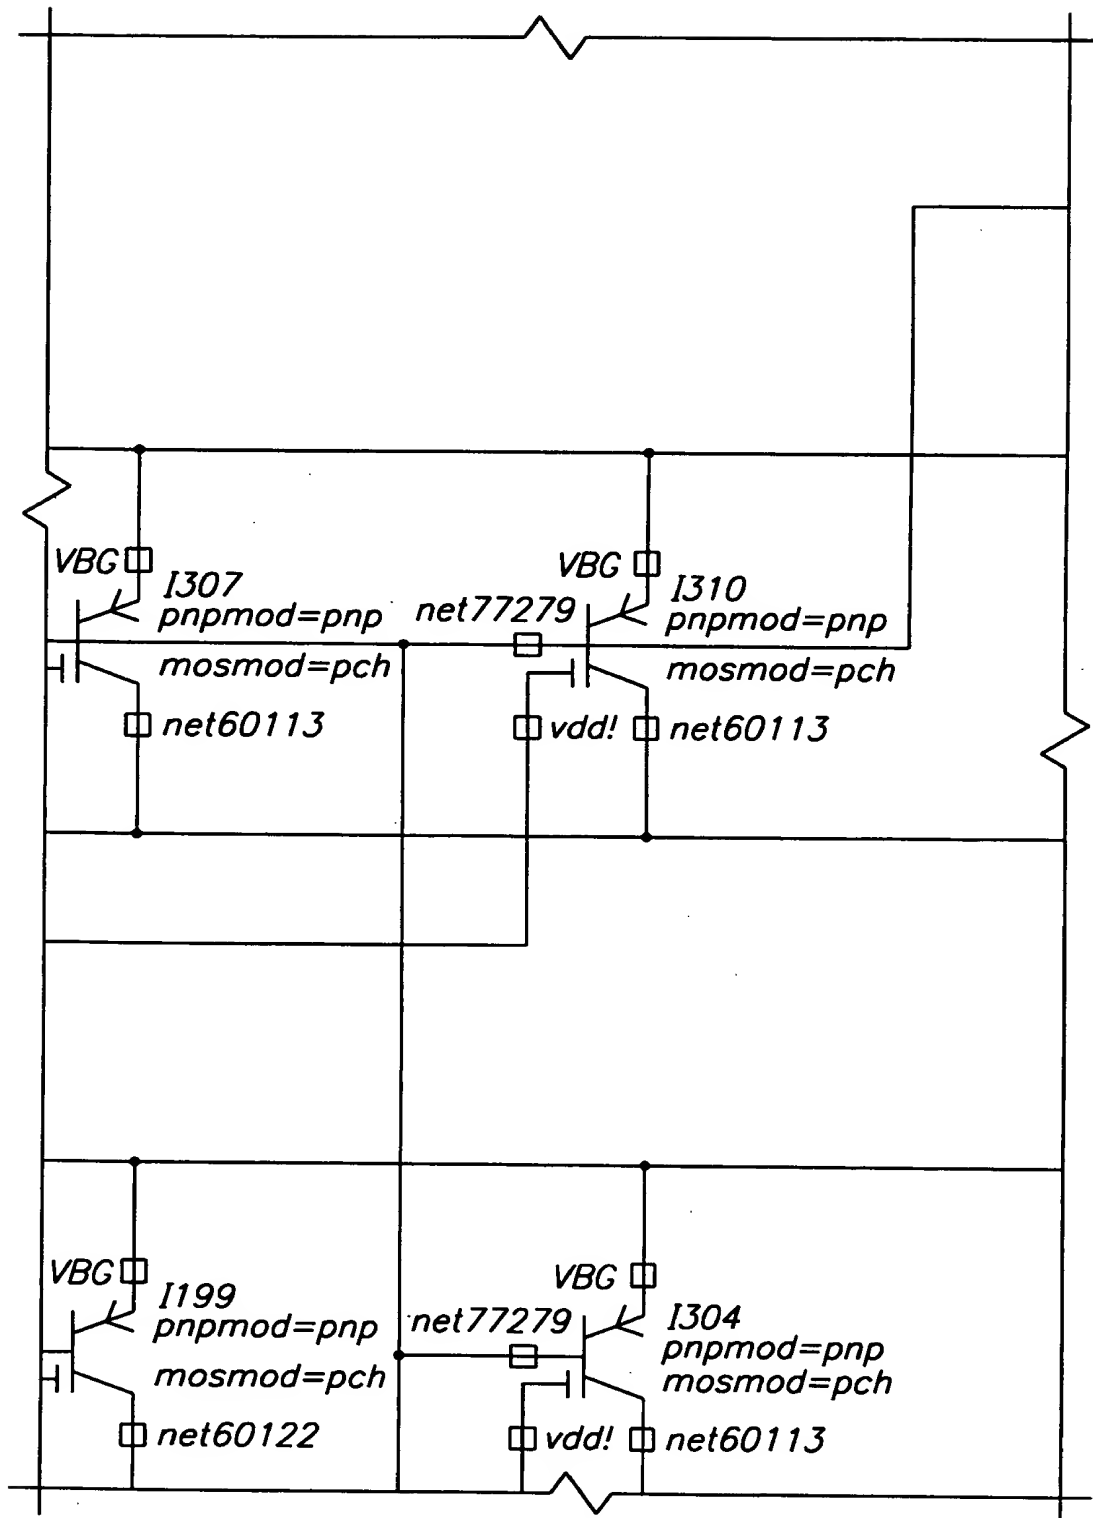 VBG
I307
pnpmod=pnp
mosmod=pch
net60113
VBG
I310
net77279
pnpmod=pnp
mosmod=pch
vdd!
net60113
VBG
I199
pnpmod=pnp
mosmod=pch
net60122
VBG
I304
net77279
pnpmod=pnp
mosmod=pch
vdd!
net60113